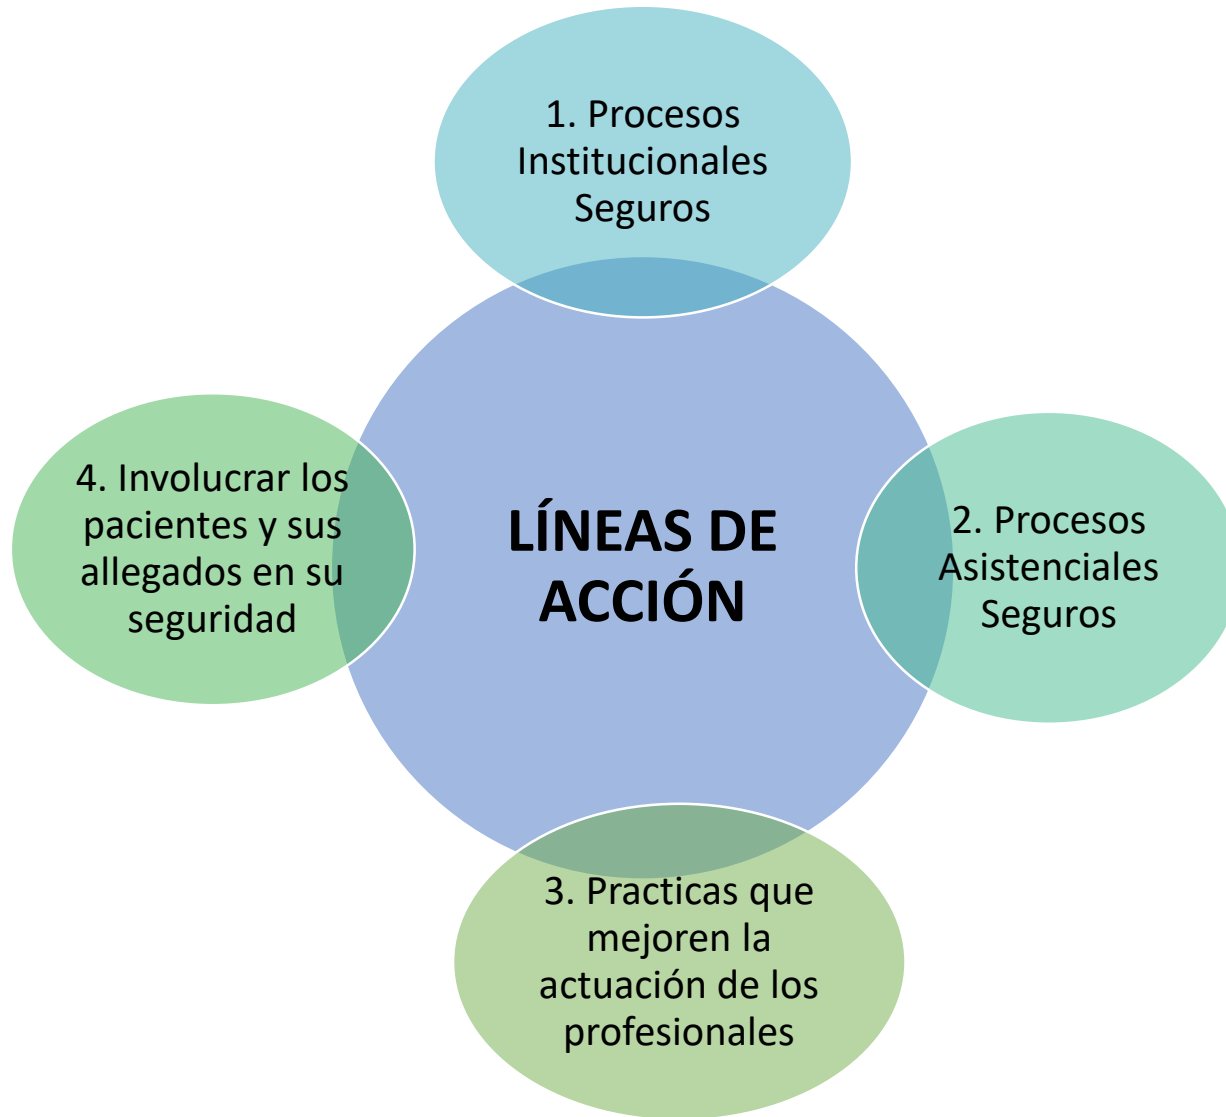 1. Procesos
Institucionales
Seguros
4. Involucrar los
pacientes y sus
allegados en su
seguridad
LÍNEAS DE
ACCIÓN
2. Procesos
Asistenciales
Seguros
3. Practicas que
mejoren la
actuación de los
profesionales